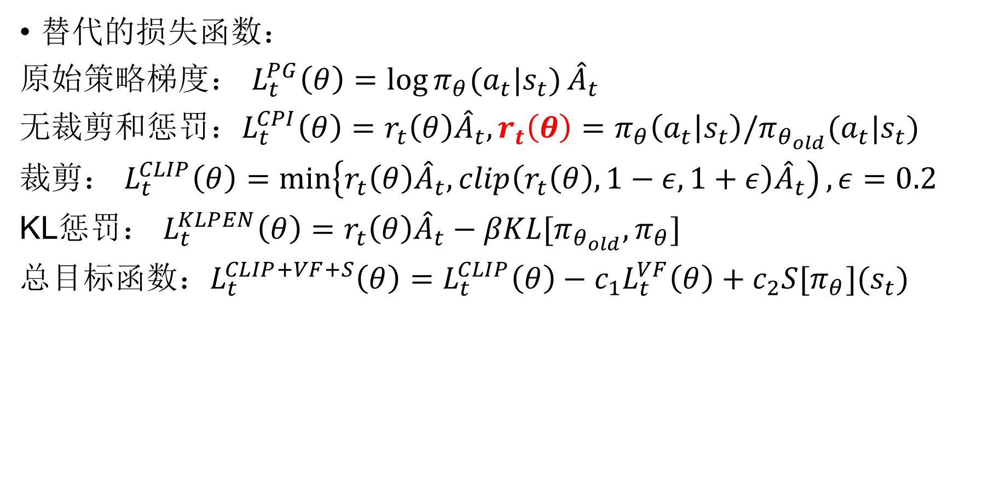 • 替代的损失函数：
原始策略梯度： $L_t^{PG}(\theta) = \log \pi_\theta(a_t|s_t) \hat{A}_t$
无裁剪和惩罚：$L_t^{CPI}(\theta) = r_t(\theta)\hat{A}_t, \boldsymbol{r_t}(\boldsymbol{\theta}) = \pi_\theta(a_t|s_t)/\pi_{\theta_{old}}(a_t|s_t)$
裁剪： $L_t^{CLIP}(\theta) = \min\left\{r_t(\theta)\hat{A}_t, clip(r_t(\theta), 1-\epsilon, 1+\epsilon)\hat{A}_t\right), \epsilon = 0.2$
KL惩罚： $L_t^{KLPEN}(\theta) = r_t(\theta)\hat{A}_t - \beta KL[\pi_{\theta_{old}}, \pi_\theta]$
总目标函数：$L_t^{CLIP+VF+S}(\theta) = L_t^{CLIP}(\theta) - c_1 L_t^{VF}(\theta) + c_2 S[\pi_\theta](s_t)$